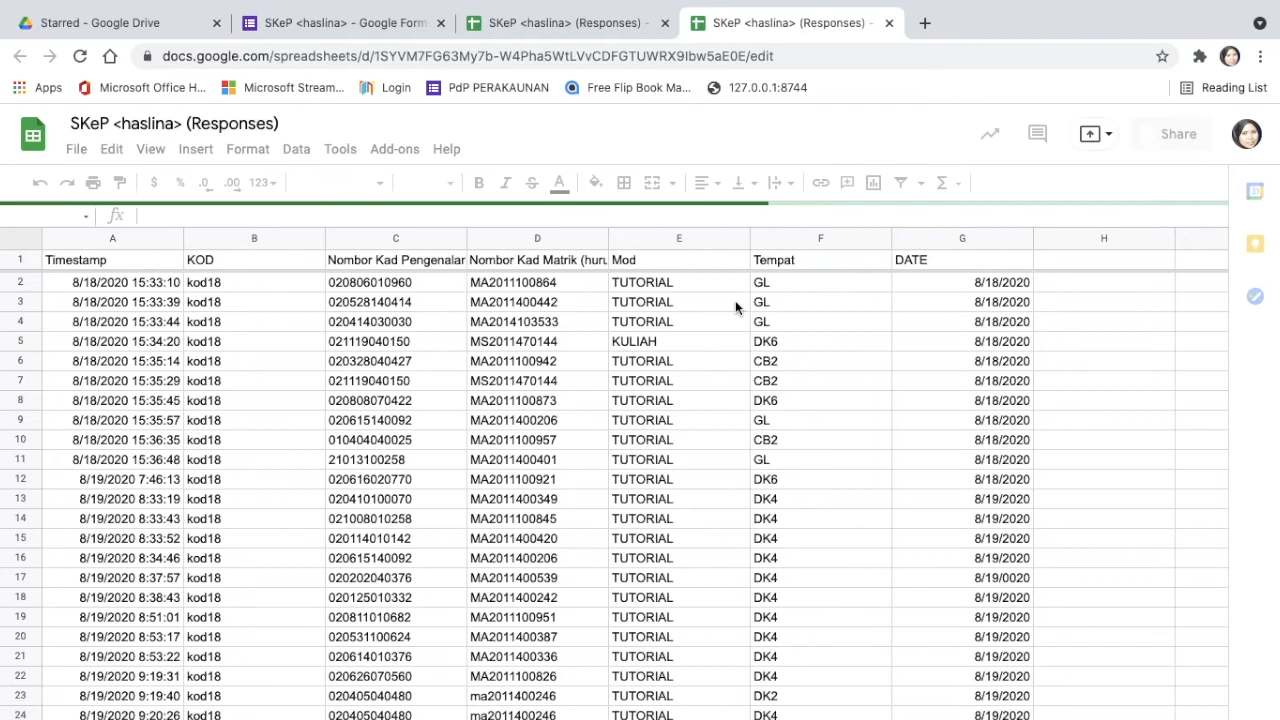 Starred - Google Drive
SKeP <haslina> - Google Form
SKeP <haslina> (Responses) -
SKeP <haslina> (Responses) -
docs.google.com/spreadsheets/d/1SYVM7FG63My7b-W4Pha5WtLVvCDFGTUWRX9Ibw5aE0E/edit
Apps Microsoft Office H... Microsoft Stream... Login PdP PERAKAUNAN Free Flip Book Ma... 127.0.0.1:8744 Reading List
SKeP <haslina> (Responses)
Share
File Edit View Insert Format Data Tools Add-ons Help
$ % .0 .00 123 B I S A Σ
31
fx
A B C D E F G H
1 Timestamp KOD Nombor Kad Pengenalan Nombor Kad Matrik (huru Mod Tempat DATE
2 8/18/2020 15:33:10 kod18 020806010960 MA2011100864 TUTORIAL GL 8/18/2020
3 8/18/2020 15:33:39 kod18 020528140414 MA2011400442 TUTORIAL GL 8/18/2020
4 8/18/2020 15:33:44 kod18 020414030030 MA2014103533 TUTORIAL GL 8/18/2020
5 8/18/2020 15:34:20 kod18 021119040150 MS2011470144 KULIAH DK6 8/18/2020
6 8/18/2020 15:35:14 kod18 020328040427 MA2011100942 TUTORIAL CB2 8/18/2020
7 8/18/2020 15:35:29 kod18 021119040150 MS2011470144 TUTORIAL CB2 8/18/2020
8 8/18/2020 15:35:45 kod18 020808070422 MA2011100873 TUTORIAL DK6 8/18/2020
9 8/18/2020 15:35:57 kod18 020615140092 MA2011400206 TUTORIAL GL 8/18/2020
10 8/18/2020 15:36:35 kod18 010404040025 MA2011100957 TUTORIAL CB2 8/18/2020
11 8/18/2020 15:36:48 kod18 21013100258 MA2011400401 TUTORIAL GL 8/18/2020
12 8/19/2020 7:46:13 kod18 020616020770 MA2011100921 TUTORIAL DK6 8/18/2020
13 8/19/2020 8:33:19 kod18 020410100070 MA2011400349 TUTORIAL DK4 8/19/2020
14 8/19/2020 8:33:43 kod18 021008010258 MA2011100845 TUTORIAL DK4 8/19/2020
15 8/19/2020 8:33:52 kod18 020114010142 MA2011400420 TUTORIAL DK4 8/19/2020
16 8/19/2020 8:34:46 kod18 020615140092 MA2011400206 TUTORIAL DK4 8/19/2020
17 8/19/2020 8:37:57 kod18 020202040376 MA2011400539 TUTORIAL DK4 8/19/0020
18 8/19/2020 8:38:43 kod18 020125010332 MA2011400242 TUTORIAL DK4 8/19/2020
19 8/19/2020 8:51:01 kod18 020811010682 MA2011100951 TUTORIAL DK4 8/19/2020
20 8/19/2020 8:53:17 kod18 020531100624 MA2011400387 TUTORIAL DK4 8/19/2020
21 8/19/2020 8:53:22 kod18 020614010376 MA2011400336 TUTORIAL DK4 8/19/2020
22 8/19/2020 9:19:31 kod18 020626070560 MA2011100826 TUTORIAL DK4 8/19/2020
23 8/19/2020 9:19:40 kod18 020405040480 ma2011400246 TUTORIAL DK2 8/19/2020
24 8/19/2020 9:20:26 kod18 020405040480 ma2011400246 TUTORIAL DK4 8/19/2020